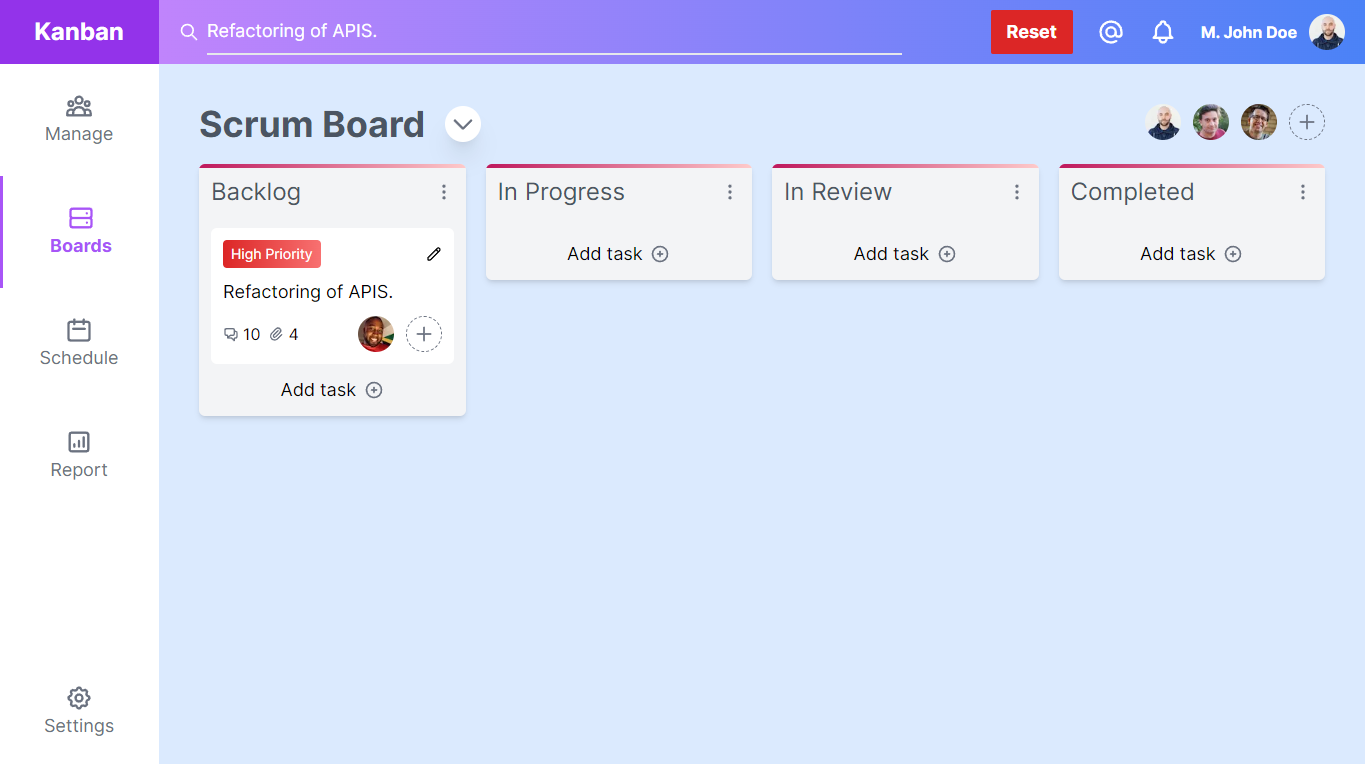 Kanban
Refactoring of APIS.
Reset
M. John Doe
Manage
Boards
Schedule
Report
Settings
Scrum Board
Backlog
High Priority
Refactoring of APIS.
10 4
Add task
In Progress
Add task
In Review
Add task
Completed
Add task